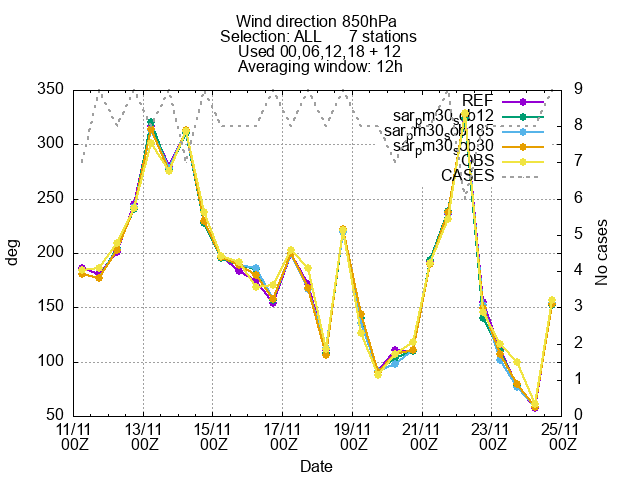 Wind direction 850hPa
Selection: ALL 7 stations
Used 00,06,12,18 + 12
Averaging window: 12h
350
300
250
200
150
100
50
deg
9
8
7
6
5
4
3
2
1
0
No cases
REF
sar_pm30_sbb12
sar_pm30_sbb185
sar_pm30_sbb30
OBS
CASES
11/11 13/11 15/11 17/11 19/11 21/11 23/11 25/11
00Z 00Z 00Z 00Z 00Z 00Z 00Z 00Z
Date